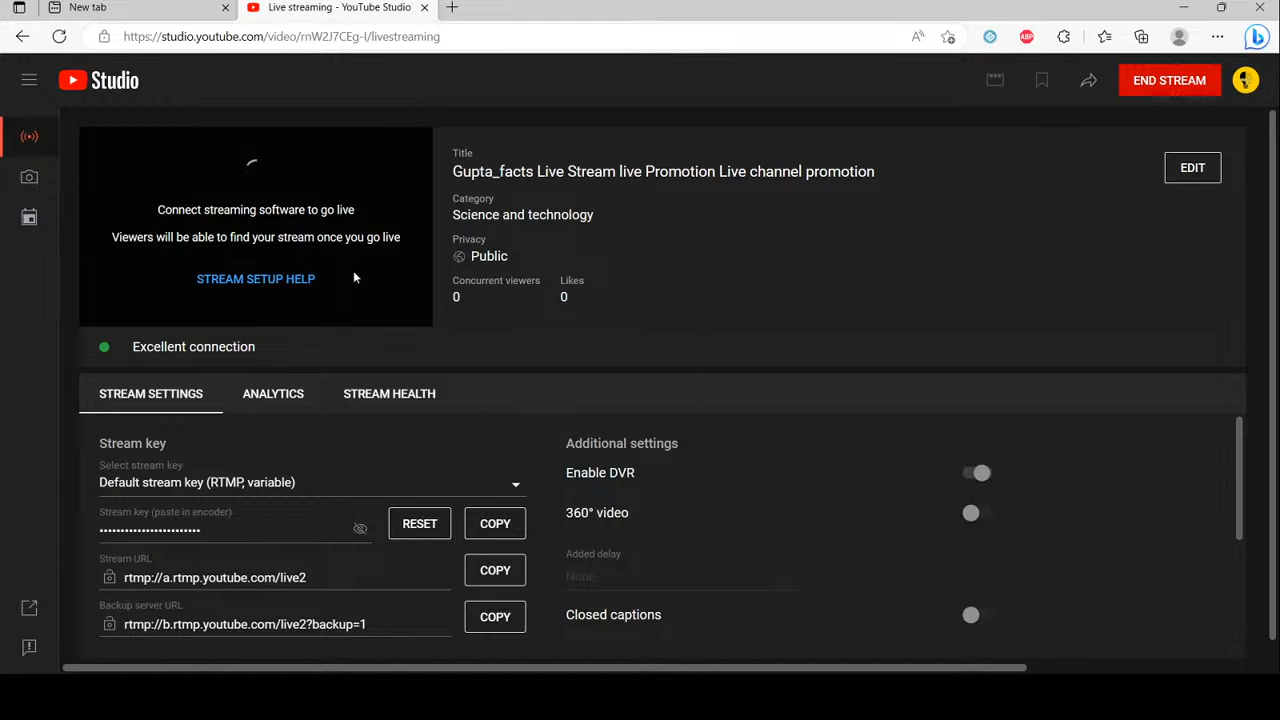 New tab
Live streaming - YouTube Studio
https://studio.youtube.com/video/rnW2J7CEg-I/livestreaming
ABP
Studio
END STREAM
Connect streaming software to go live
Viewers will be able to find your stream once you go live
STREAM SETUP HELP
Title
Gupta_facts Live Stream live Promotion Live channel promotion
EDIT
Category
Science and technology
Privacy
Public
Concurrent viewers
Likes
0
0
Excellent connection
STREAM SETTINGS
ANALYTICS
STREAM HEALTH
Stream key
Select stream key
Default stream key (RTMP, variable)
Stream key (paste in encoder)
••••••••••••••••••••••••
RESET
COPY
Stream URL
rtmp://a.rtmp.youtube.com/live2
COPY
Backup server URL
rtmp://b.rtmp.youtube.com/live2?backup=1
COPY
Additional settings
Enable DVR
360° video
Added delay
None
Closed captions